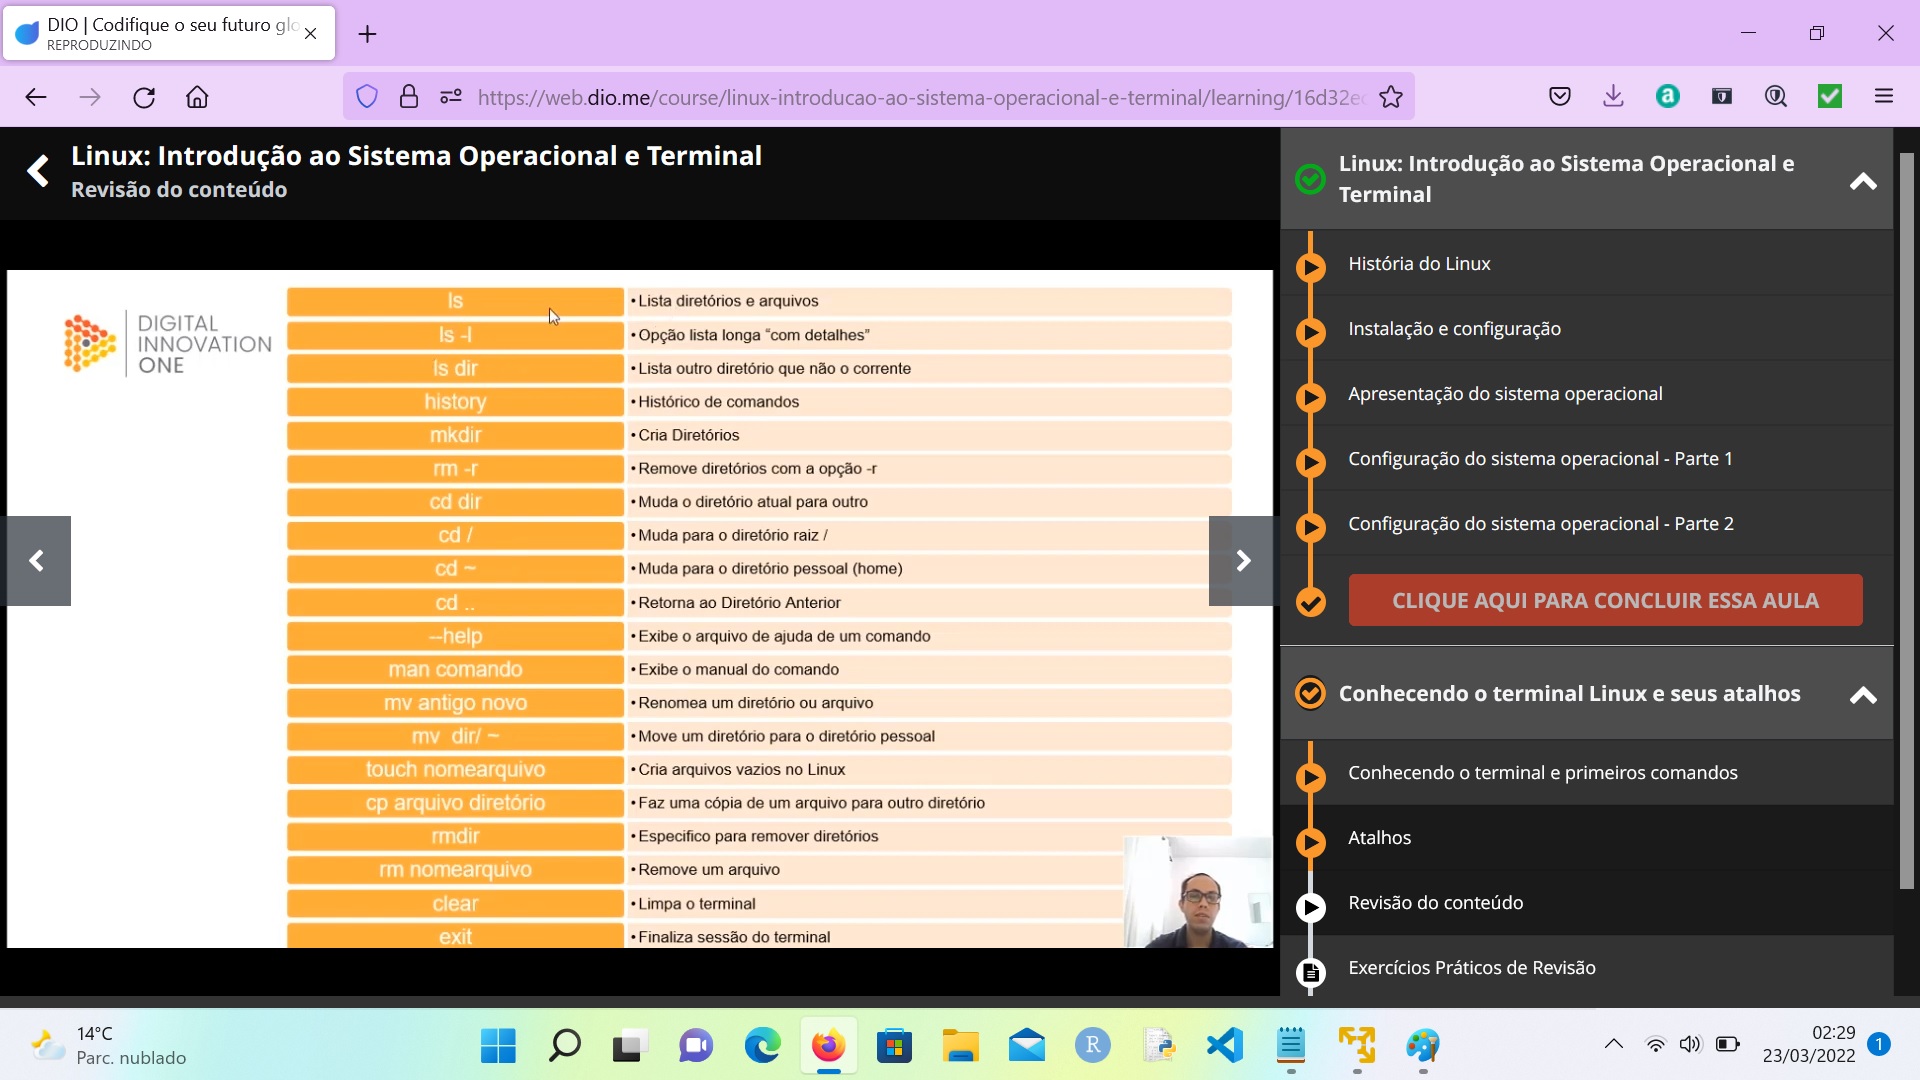 DIO | Codifique o seu futuro glo
REPRODUZINDO
https://web.dio.me/course/linux-introducao-ao-sistema-operacional-e-terminal/learning/16d32ec
Linux: Introdução ao Sistema Operacional e Terminal
Revisão do conteúdo
DIGITAL
INNOVATION
ONE
ls • Lista diretórios e arquivos
ls -l • Opção lista longa “com detalhes”
ls dir • Lista outro diretório que não o corrente
history • Histórico de comandos
mkdir • Cria Diretórios
rm -r • Remove diretórios com a opção -r
cd dir • Muda o diretório atual para outro
cd / • Muda para o diretório raiz /
cd ~ • Muda para o diretório pessoal (home)
cd .. • Retorna ao Diretório Anterior
--help • Exibe o arquivo de ajuda de um comando
man comando • Exibe o manual do comando
mv antigo novo • Renomea um diretório ou arquivo
mv dir/ ~ • Move um diretório para o diretório pessoal
touch nomearquivo • Cria arquivos vazios no Linux
cp arquivo diretório • Faz uma cópia de um arquivo para outro diretório
rmdir • Especifico para remover diretórios
rm nomearquivo • Remove um arquivo
clear • Limpa o terminal
exit • Finaliza sessão do terminal
Linux: Introdução ao Sistema Operacional e
Terminal
História do Linux
Instalação e configuração
Apresentação do sistema operacional
Configuração do sistema operacional - Parte 1
Configuração do sistema operacional - Parte 2
CLIQUE AQUI PARA CONCLUIR ESSA AULA
Conhecendo o terminal Linux e seus atalhos
Conhecendo o terminal e primeiros comandos
Atalhos
Revisão do conteúdo
Exercícios Práticos de Revisão
14°C
Parc. nublado
R
02:29
23/03/2022
1